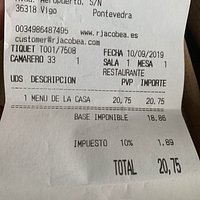 Avda. Aeropuerto, S/N
36318 Vigo Pontevedra
0034986487495 www.rjacobea.es
customer@rjacobea.com
TIQUET T001/7508 FECHA 10/09/2019
CAMARERO 33 1 SALA 1 MESA 1
RESTAURANTE
UDS DESCRIPCION PVP IMPORTE
1 MENU DE LA CASA 20,75 20,75
BASE IMPONIBLE 18,86
IMPUESTO 10% 1,89
TOTAL 20,75